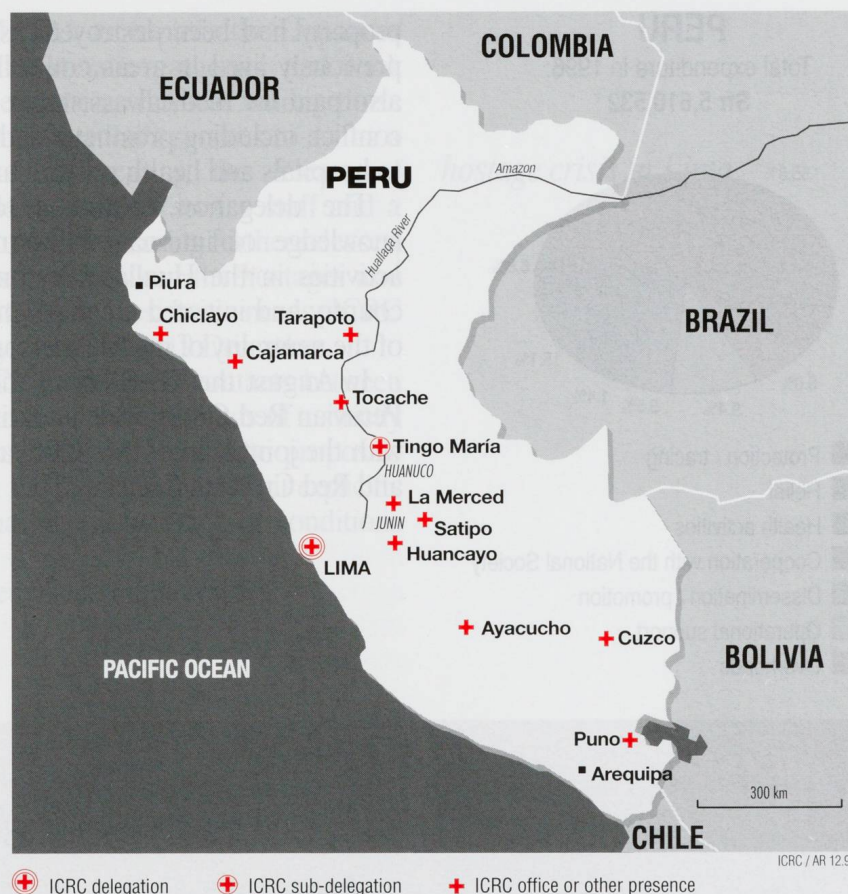 COLOMBIA
ECUADOR
PERU
Amazon
Huallaga River
Piura
Chiclayo
Tarapoto
BRAZIL
Cajamarca
Tocache
Tingo María
HUANUCO
La Merced
JUNIN
Satipo
Huancayo
LIMA
Ayacucho
Cuzco
BOLIVIA
PACIFIC OCEAN
Puno
Arequipa
300 km
CHILE
ICRC / AR 12.9
ICRC delegation
ICRC sub-delegation
ICRC office or other presence